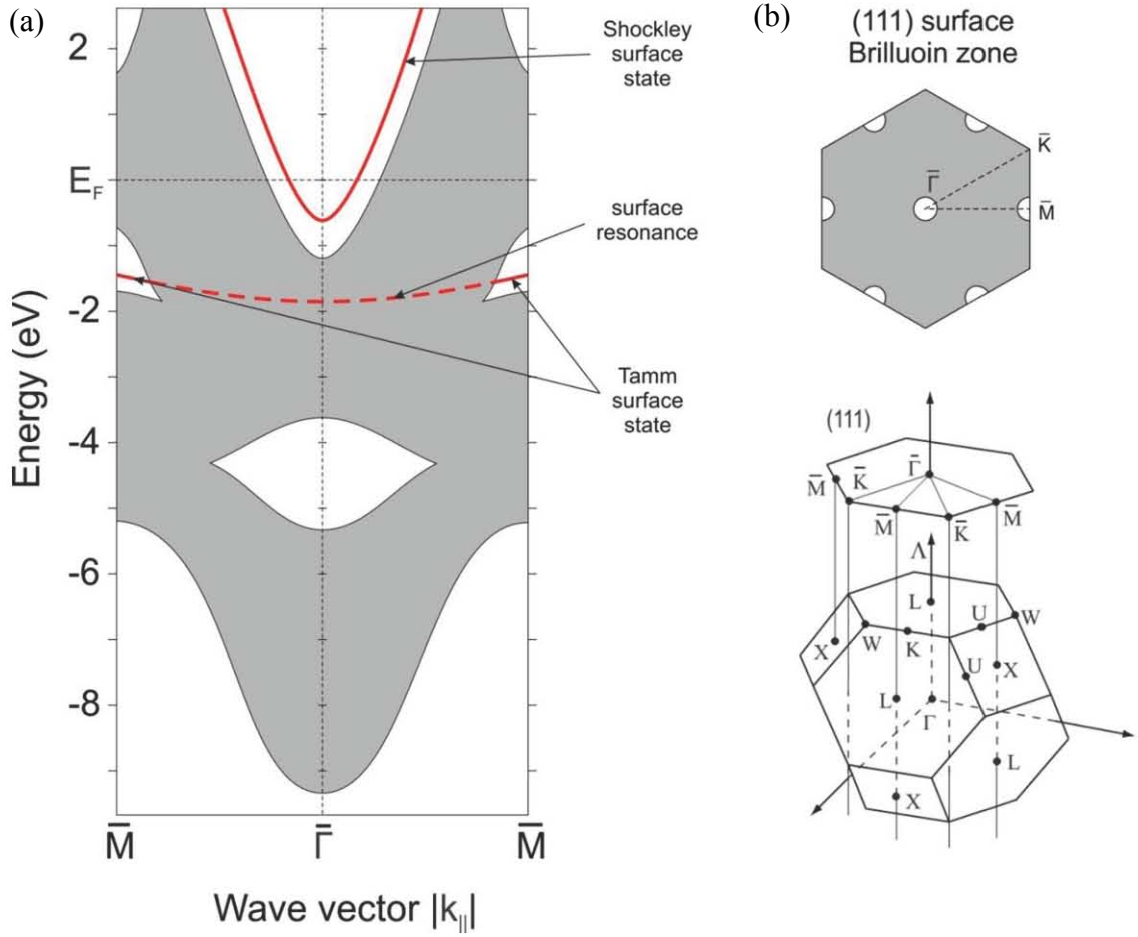 (a)
Shockley
surface
state
surface
resonance
Tamm
surface
state
2
E_F
-2
-4
-6
-8
Energy (eV)
M̅
Γ̅
M̅
Wave vector |k_|||
(b)
(111) surface
Brilluoin zone
K̅
Γ̅
M̅
(111)
Γ̅
M̅
K̅
M̅
K̅
M̅
Λ
L
U
W
W
K
X
U
X
L
Γ
L
X